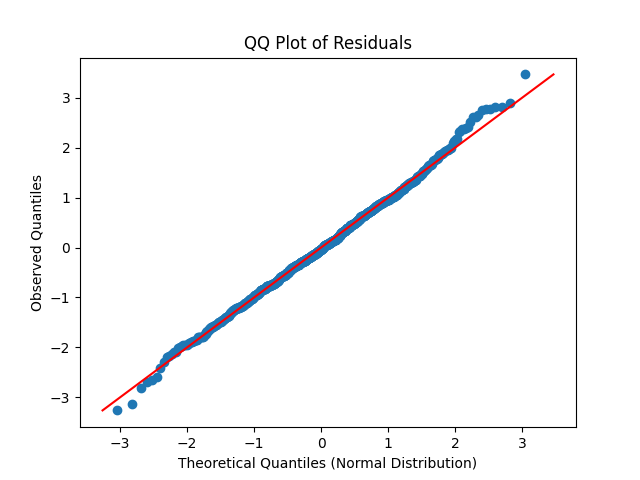 QQ Plot of Residuals
3
2
1
0
−1
−2
−3
Observed Quantiles
−3 −2 −1 0 1 2 3
Theoretical Quantiles (Normal Distribution)